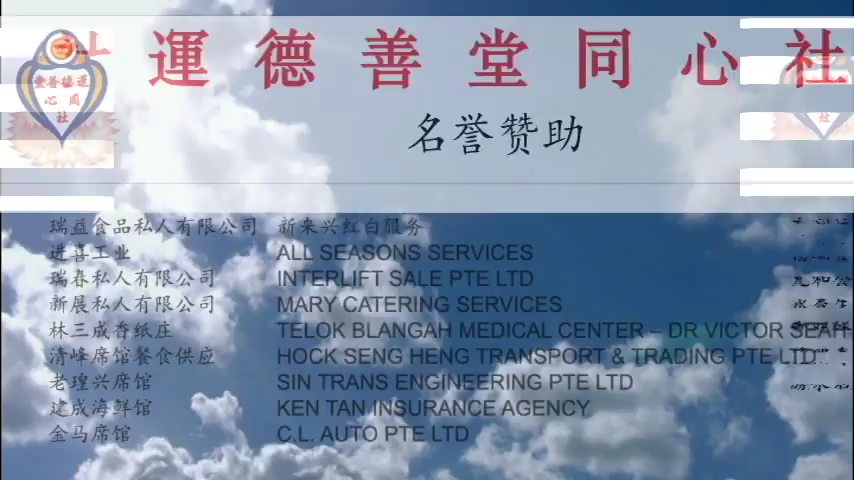 運德善堂同心社
名誉赞助
瑞益食品私人有限公司 新来兴红白服务
进喜工业 ALL SEASONS SERVICES
瑞春私人有限公司 INTERLIFT SALE PTE LTD
新展私人有限公司 MARY CATERING SERVICES
林三成香纸庄 TELOK BLANGAH MEDICAL CENTER – DR VICTOR SEAH
清峰席馆餐食供应 HOCK SENG HENG TRANSPORT & TRADING PTE LTD.
老瑝兴席馆 SIN TRANS ENGINEERING PTE LTD
建成海鲜馆 KEN TAN INSURANCE AGENCY
金马席馆 C.L. AUTO PTE LTD